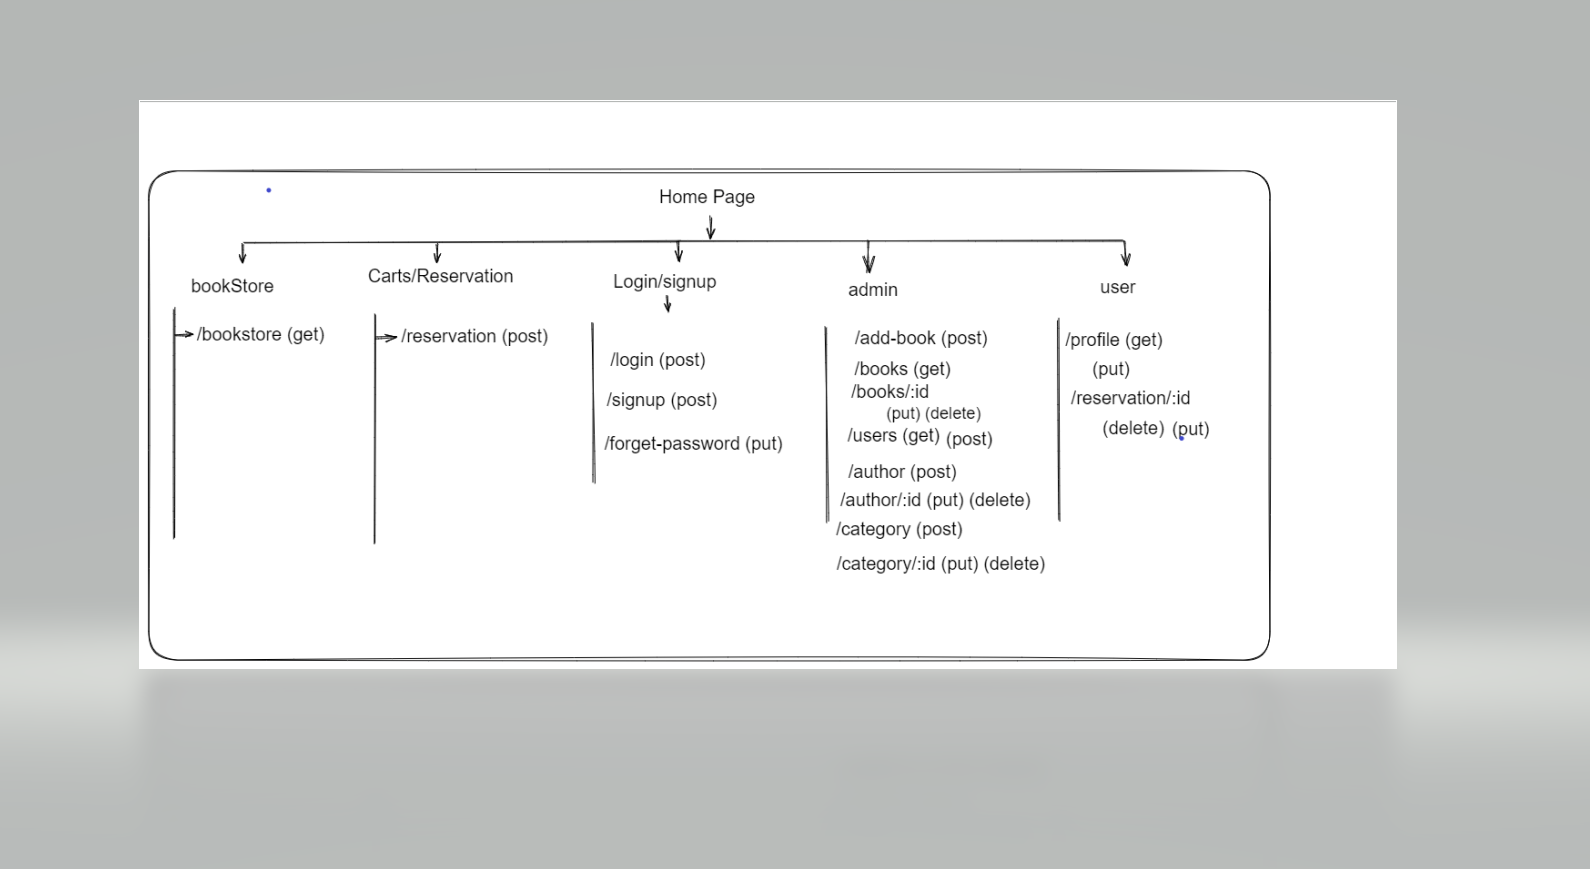 Home Page
bookStore
/bookstore (get)
Carts/Reservation
/reservation (post)
Login/signup
/login (post)
/signup (post)
/forget-password (put)
admin
/add-book (post)
/books (get)
/books/:id
(put) (delete)
/users (get) (post)
/author (post)
/author/:id (put) (delete)
/category (post)
/category/:id (put) (delete)
user
/profile (get)
(put)
/reservation/:id
(delete) (put)